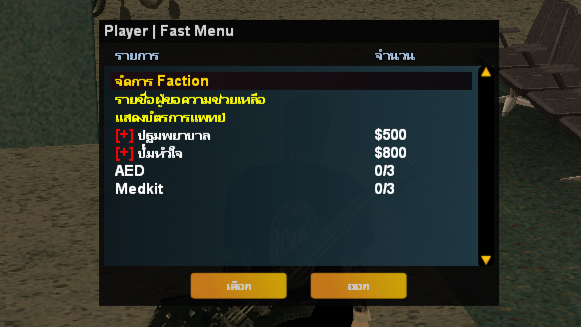 Player | Fast Menu
รายการ จำนวน
จัดการ Faction
รายชื่อผู้ขอความช่วยเหลือ
แสดงบัตรการแพทย์
[+] ปฐมพยาบาล $500
[+] ปั๊มหัวใจ $800
AED 0/3
Medkit 0/3
เลือก ออก